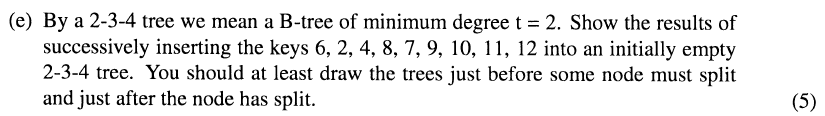 (e) By a 2-3-4 tree we mean a B-tree of minimum degree t = 2. Show the results of
successively inserting the keys 6, 2, 4, 8, 7, 9, 10, 11, 12 into an initially empty
2-3-4 tree. You should at least draw the trees just before some node must split
and just after the node has split. (5)